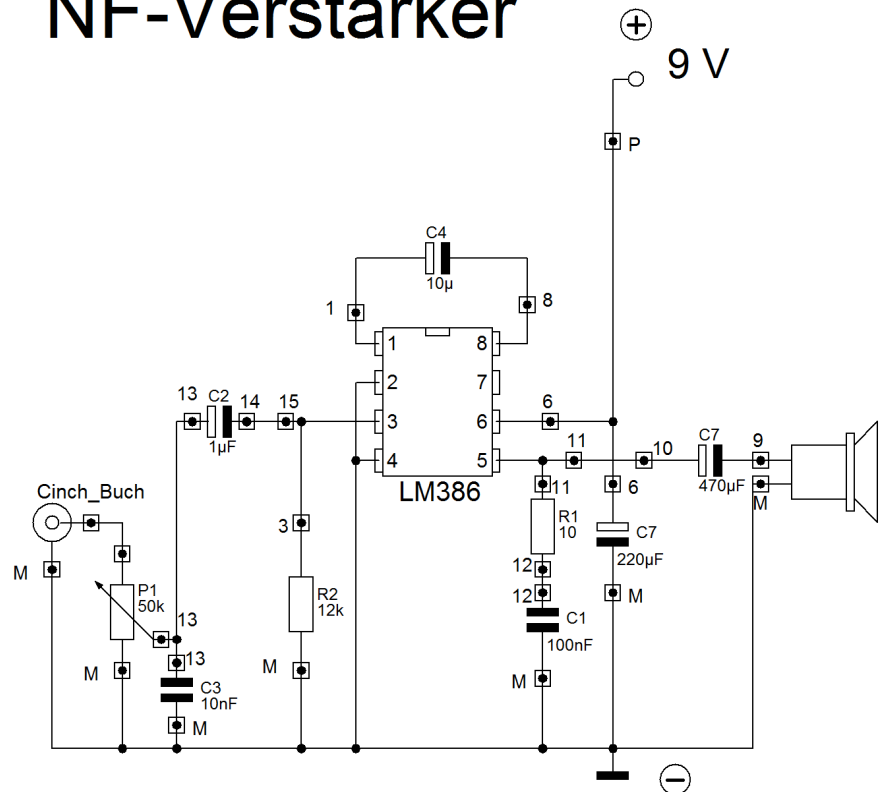 NF-Verstärker
+
9 V
P
C4
10µ
1
8
1
8
2
7
13
C2
14
15
1µF
3
6
6
4
5
11
10
C7
9
470µF
M
LM386
Cinch_Buch
11
6
3
R1
10
C7
220µF
M
12
12
M
P1
50k
R2
12k
C1
100nF
13
13
M
M
M
C3
10nF
M
−